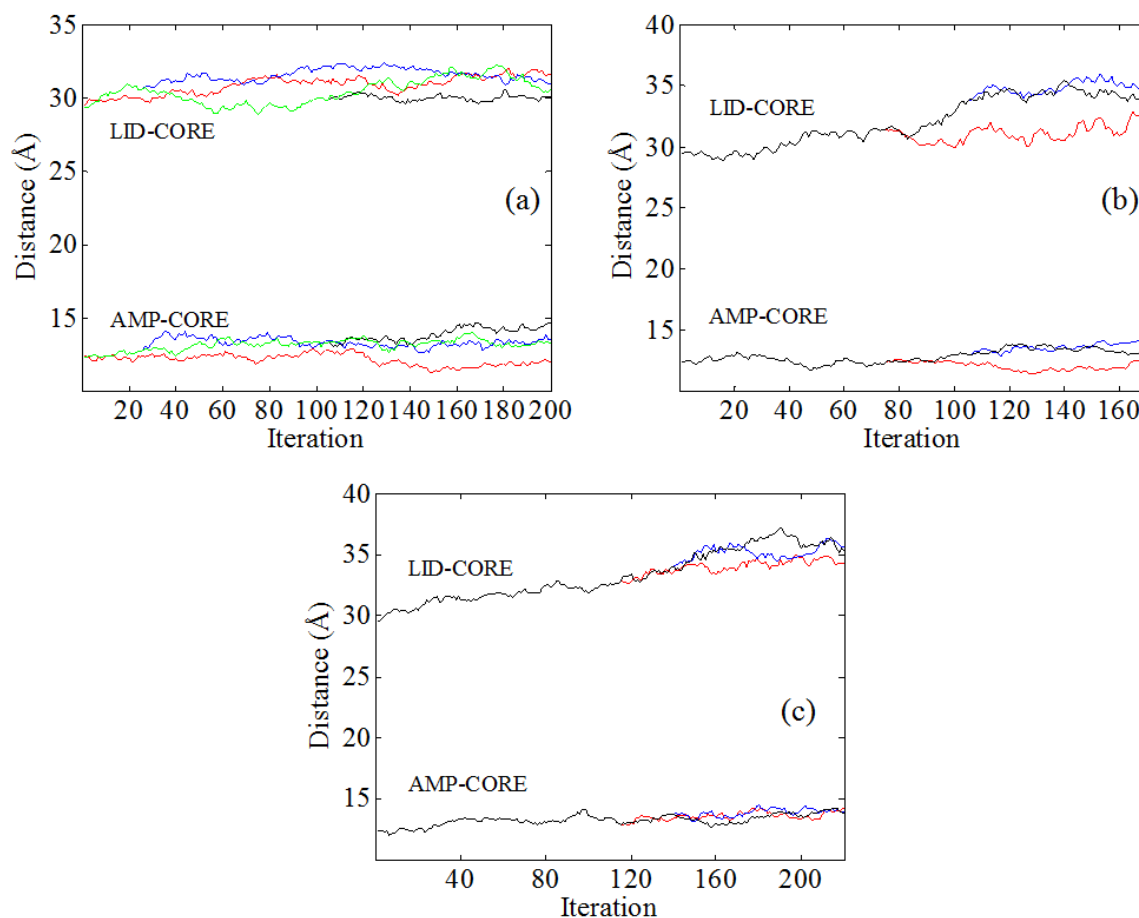 35
30
25
20
15
Distance (Å)
LID-CORE
(a)
AMP-CORE
20 40 60 80 100 120 140 160 180 200
Iteration
40
35
30
25
20
15
Distance (Å)
LID-CORE
(b)
AMP-CORE
20 40 60 80 100 120 140 160
Iteration
40
35
30
25
20
15
Distance (Å)
LID-CORE
(c)
AMP-CORE
40 80 120 160 200
Iteration